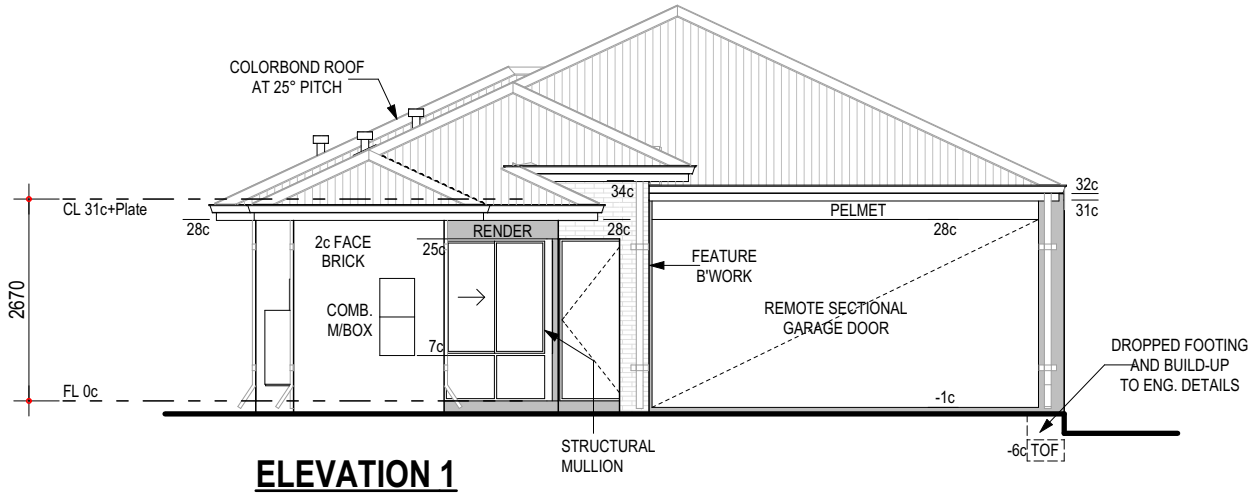 COLORBOND ROOF
AT 25° PITCH
CL 31c+Plate
34c
32c
31c
PELMET
28c
28c
28c
RENDER
2c FACE
BRICK
25c
FEATURE
B'WORK
2670
COMB.
M/BOX
REMOTE SECTIONAL
GARAGE DOOR
7c
DROPPED FOOTING
AND BUILD-UP
TO ENG. DETAILS
FL 0c
-1c
STRUCTURAL
MULLION
-6c TOF
ELEVATION 1